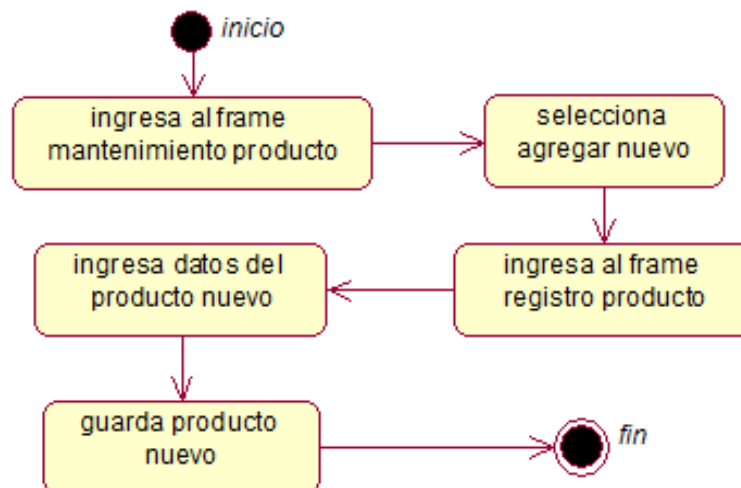 inicio
ingresa al frame
mantenimiento producto
selecciona
agregar nuevo
ingresa al frame
registro producto
ingresa datos del
producto nuevo
guarda producto
nuevo
fin